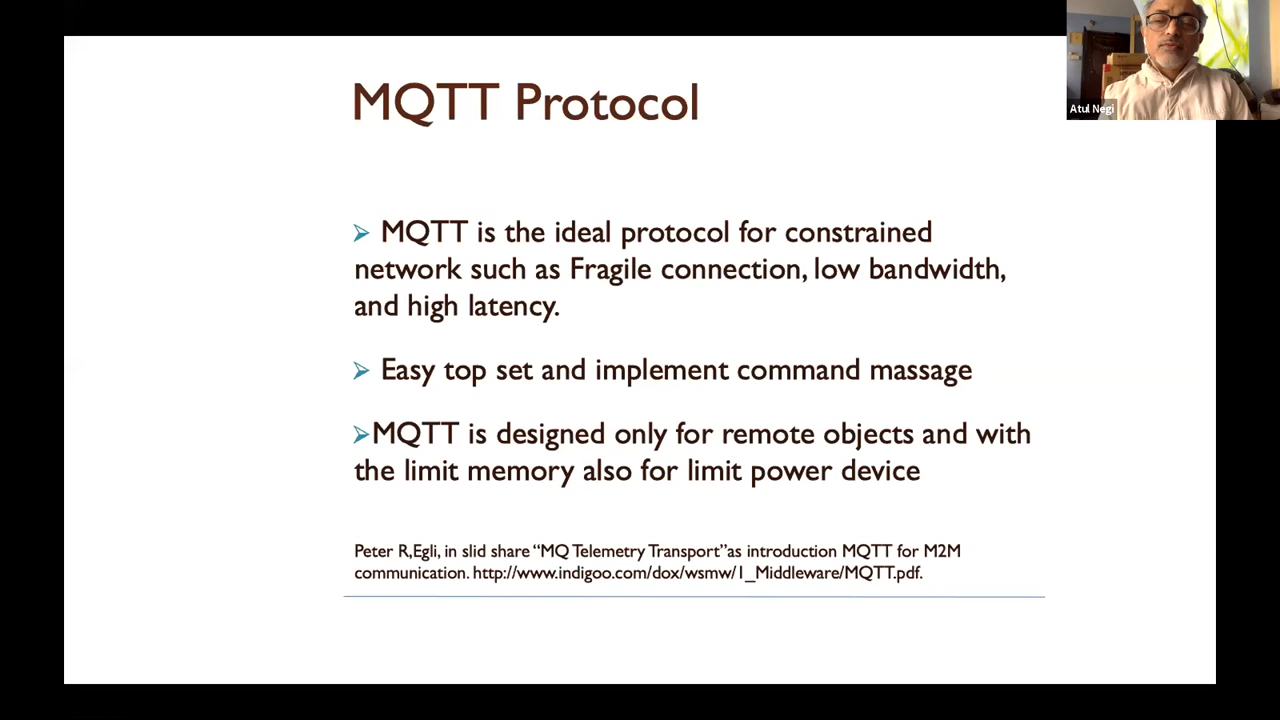 MQTT Protocol
Atul Negi
➢ MQTT is the ideal protocol for constrained
network such as Fragile connection, low bandwidth,
and high latency.
➢ Easy top set and implement command massage
➢MQTT is designed only for remote objects and with
the limit memory also for limit power device
Peter R,Egli, in slid share “MQ Telemetry Transport”as introduction MQTT for M2M
communication. http://www.indigoo.com/dox/wsmw/1_Middleware/MQTT.pdf.